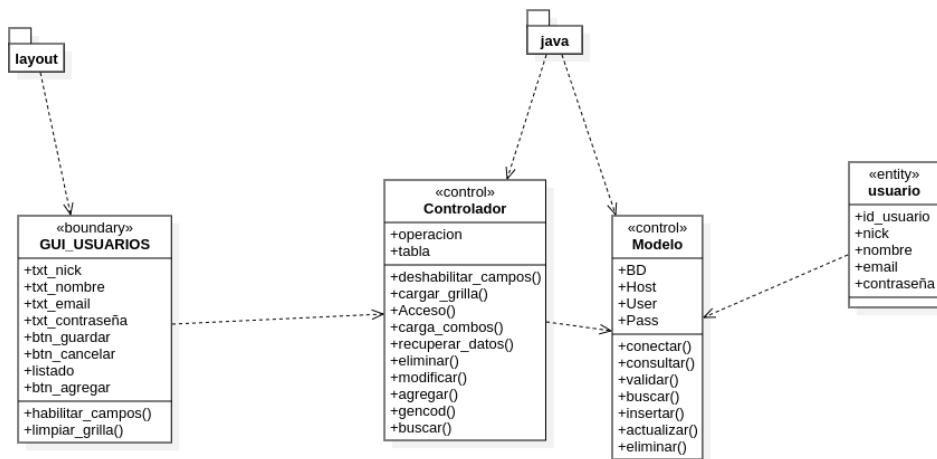 layout
java
«boundary»
GUI_USUARIOS
+txt_nick
+txt_nombre
+txt_email
+txt_contraseña
+btn_guardar
+btn_cancelar
+listado
+btn_agregar
+habilitar_campos()
+limpiar_grilla()
«control»
Controlador
+operacion
+tabla
+deshabilitar_campos()
+cargar_grilla()
+Acceso()
+carga_combos()
+recuperar_datos()
+eliminar()
+modificar()
+agregar()
+gencod()
+buscar()
«control»
Modelo
+BD
+Host
+User
+Pass
+conectar()
+consultar()
+validar()
+buscar()
+insertar()
+actualizar()
+eliminar()
«entity»
usuario
+id_usuario
+nick
+nombre
+email
+contraseña